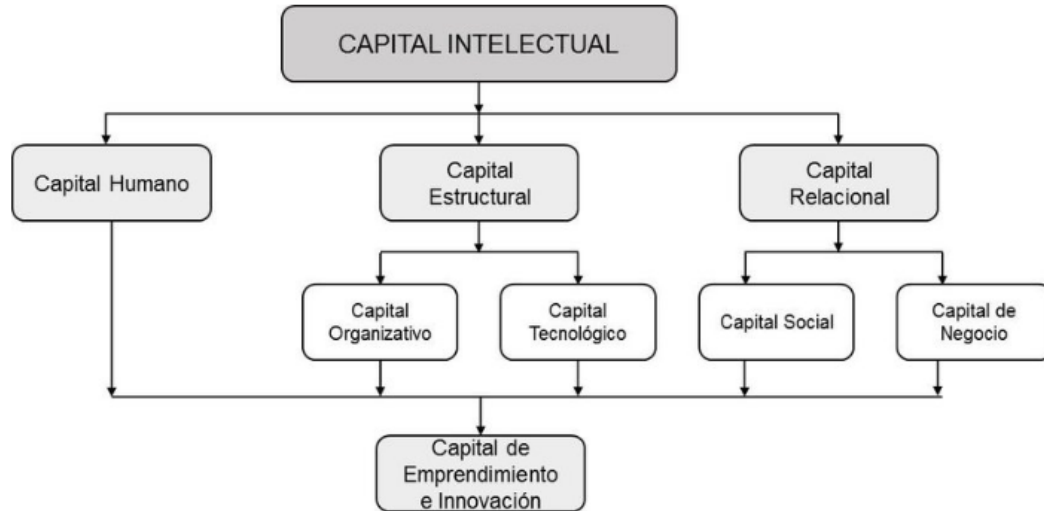 CAPITAL INTELECTUAL
Capital Humano
Capital
Estructural
Capital
Relacional
Capital
Organizativo
Capital
Tecnológico
Capital Social
Capital de
Negocio
Capital de
Emprendimiento
e Innovación